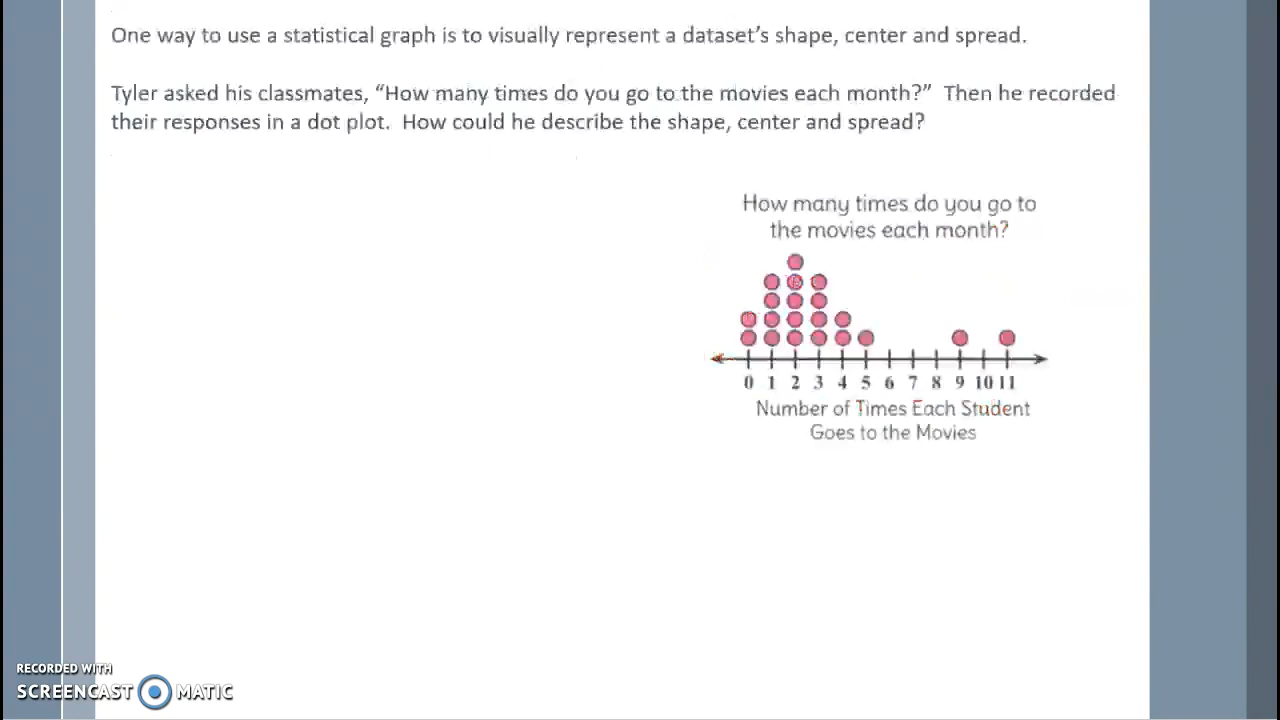 One way to use a statistical graph is to visually represent a dataset’s shape, center and spread.
Tyler asked his classmates, “How many times do you go to the movies each month?”  Then he recorded
their responses in a dot plot.  How could he describe the shape, center and spread?
How many times do you go to
the movies each month?
0 1 2 3 4 5 6 7 8 9 10 11
Number of Times Each Student
Goes to the Movies
RECORDED WITH
SCREENCAST MATIC